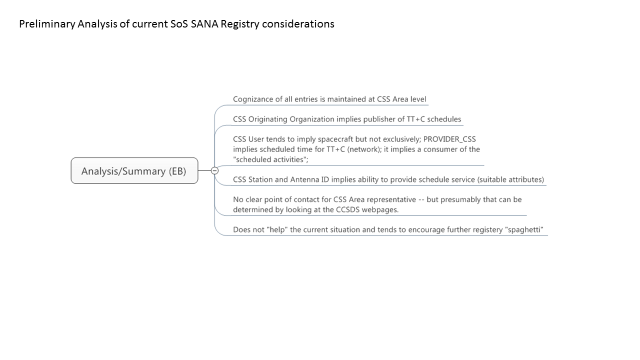 Preliminary Analysis of current SoS SANA Registry considerations
Cognizance of all entries is maintained at CSS Area level
CSS Originating Organization implies publisher of TT+C schedules
CSS User tends to imply spacecraft but not exclusively; PROVIDER_CSS
implies scheduled time for TT+C (network); it implies a consumer of the
"scheduled activities";
Analysis/Summary (EB)
CSS Station and Antenna ID implies ability to provide schedule service (suitable attributes)
No clear point of contact for CSS Area representative -- but presumably that can be
determined by looking at the CCSDS webpages.
Does not "help" the current situation and tends to encourage further registery "spaghetti"